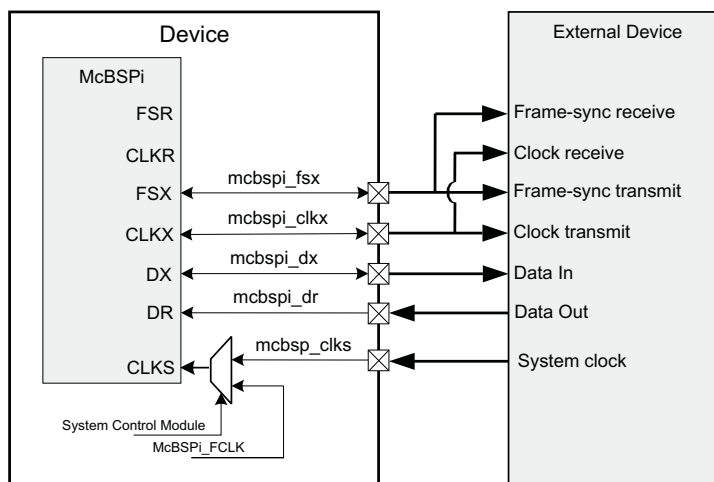 Device
External Device
McBSPi
FSR
Frame-sync receive
CLKR
Clock receive
FSX
mcbspi_fsx
Frame-sync transmit
CLKX
mcbspi_clkx
Clock transmit
DX
mcbspi_dx
Data In
DR
mcbspi_dr
Data Out
CLKS
mcbsp_clks
System clock
System Control Module
McBSPi_FCLK